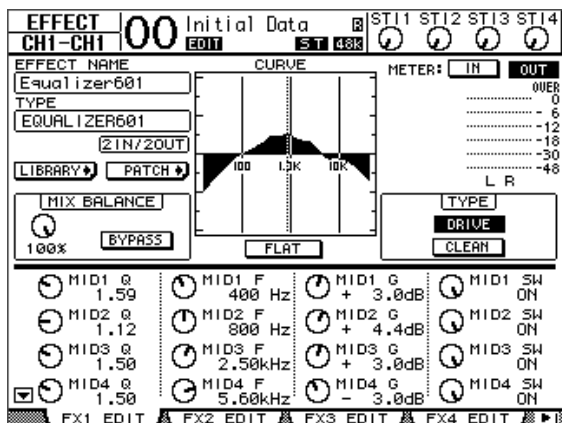 EFFECT
CH1-CH1
00 Initial Data R
EDIT ST 48K
ST11 ST12 ST13 ST14
EFFECT NAME
Equalizer601
TYPE
EQUALIZER601
2IN/2OUT
LIBRARY PATCH
MIX BALANCE
100% BYPASS
CURVE
100 1.0K 10K
FLAT
METER: IN OUT
OVER
0
- 6
-12
-18
-30
-48
L R
TYPE
DRIVE
CLEAN
MID1 Q 1.59 MID1 F 400 Hz MID1 G + 3.0dB MID1 SW ON
MID2 Q 1.12 MID2 F 800 Hz MID2 G + 4.4dB MID2 SW ON
MID3 Q 1.50 MID3 F 2.50kHz MID3 G + 3.0dB MID3 SW ON
MID4 Q 1.50 MID4 F 5.60kHz MID4 G - 3.0dB MID4 SW ON
FX1 EDIT FX2 EDIT FX3 EDIT FX4 EDIT